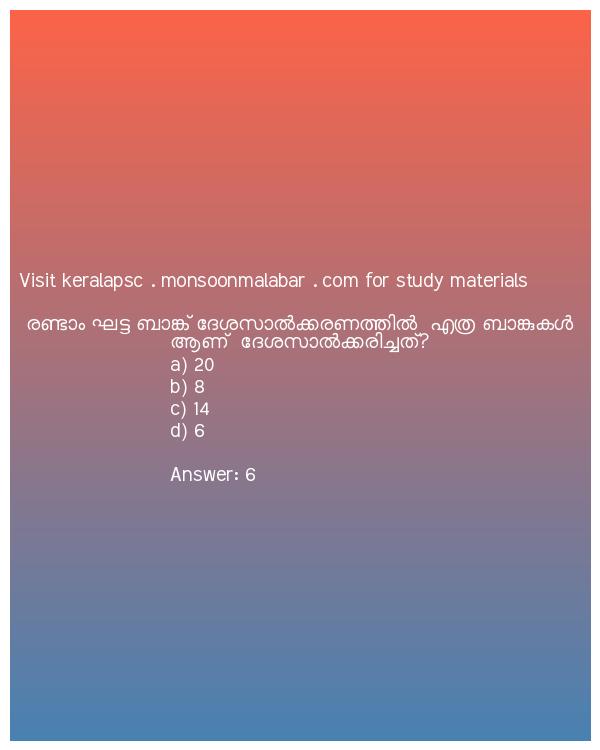 Visit keralapsc . monsoonmalabar . com for study materials
രണ്ടാം ഘട്ട ബാങ്ക് ദേശസാൽക്കരണത്തിൽ  എത്ര ബാങ്കുകൾ
ആണ്  ദേശസാൽക്കരിച്ചത്?
a) 20
b) 8
c) 14
d) 6
Answer: 6